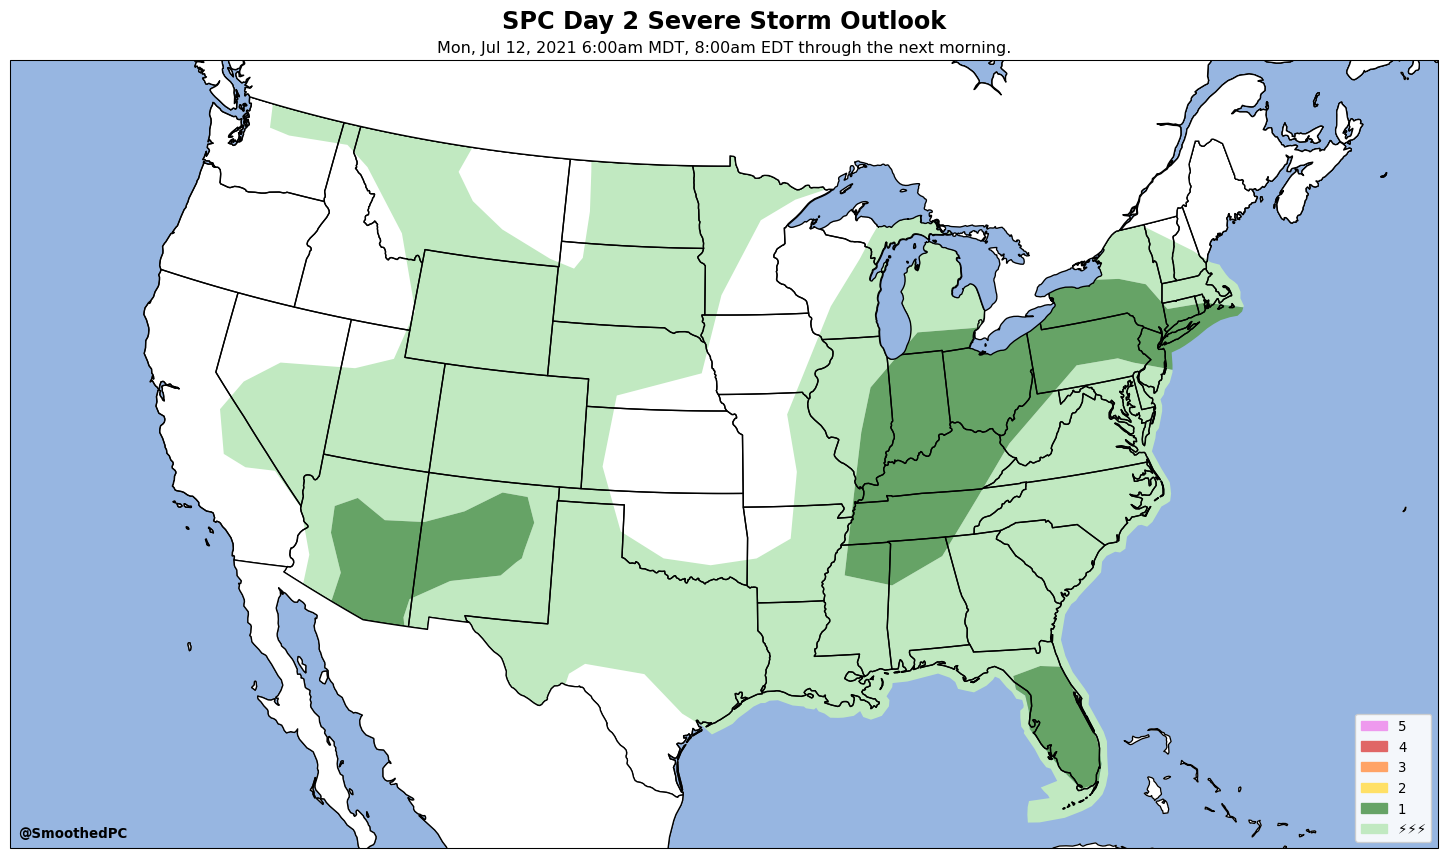 SPC Day 2 Severe Storm Outlook
Mon, Jul 12, 2021 6:00am MDT, 8:00am EDT through the next morning.
5
4
3
2
1
⚡⚡⚡
@SmoothedPC